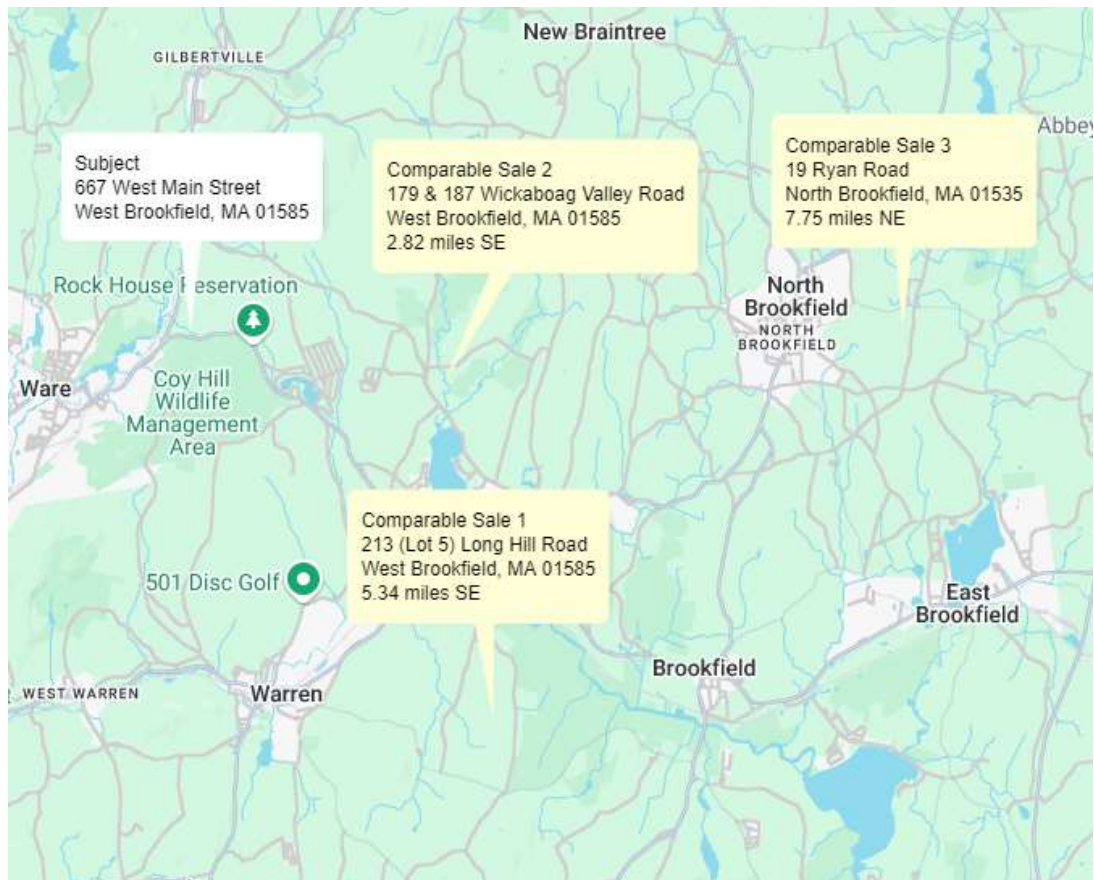 New Braintree
GILBERTVILLE
Abbey
Subject
667 West Main Street
West Brookfield, MA 01585
Comparable Sale 2
179 & 187 Wickaboag Valley Road
West Brookfield, MA 01585
2.82 miles SE
Comparable Sale 3
19 Ryan Road
North Brookfield, MA 01535
7.75 miles NE
Rock House Reservation
North
Brookfield
NORTH
BROOKFIELD
Ware
Coy Hill
Wildlife
Management
Area
Comparable Sale 1
213 (Lot 5) Long Hill Road
West Brookfield, MA 01585
5.34 miles SE
501 Disc Golf
East
Brookfield
Brookfield
WEST WARREN
Warren